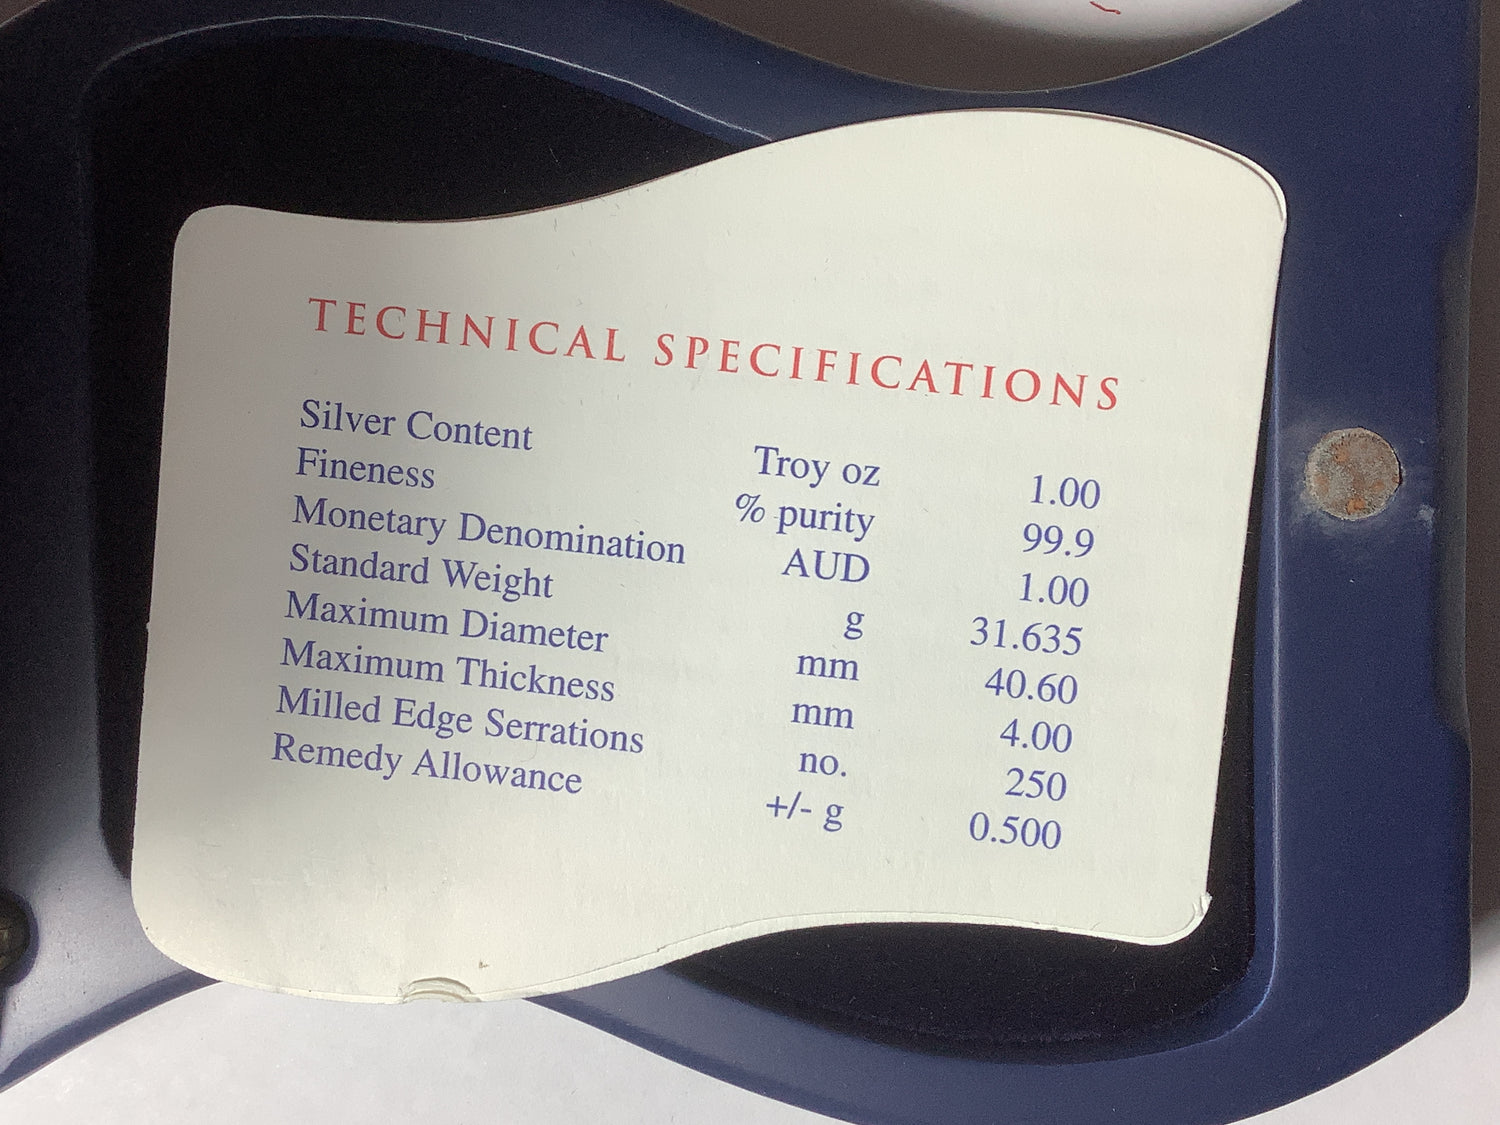 TECHNICAL SPECIFICATIONS
Silver Content Troy oz 1.00
Fineness % purity 99.9
Monetary Denomination AUD 1.00
Standard Weight g 31.635
Maximum Diameter mm 40.60
Maximum Thickness mm 4.00
Milled Edge Serrations no. 250
Remedy Allowance +/- g 0.500